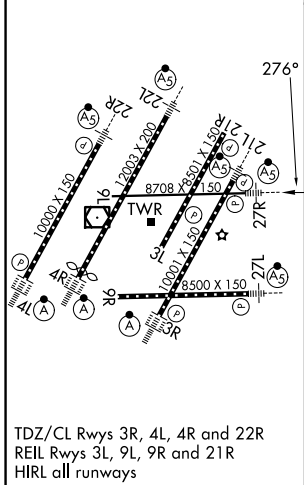 276°
A5
22R
P
10000 X 150
A5
22L
12003 X 200
8501 X 150
21R
A5
21L
P
A5
9L
8708 X 150
P
27R
TWR
3L
10001 X 150
27L
P
4L
A
4R
A
9R
8500 X 150
P
A
3R
P
TDZ/CL Rwys 3R, 4L, 4R and 22R
REIL Rwys 3L, 9L, 9R and 21R
HIRL all runways